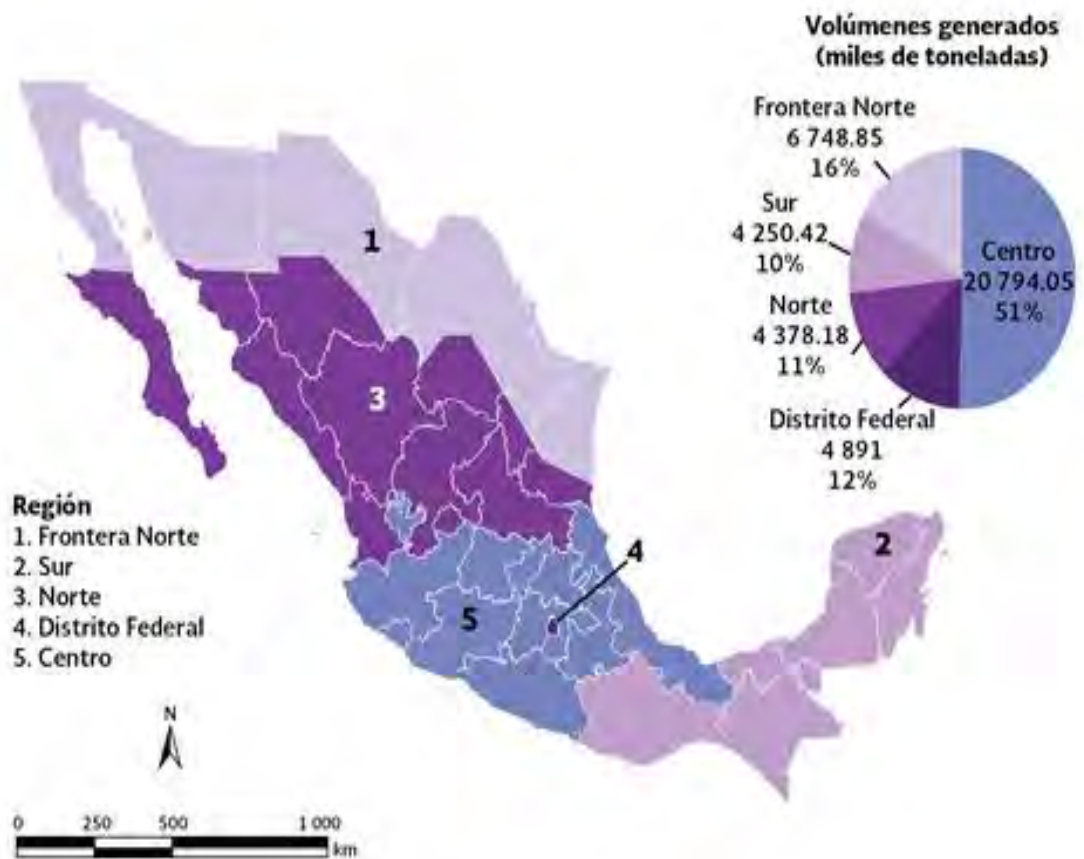 Volúmenes generados
(miles de toneladas)
Frontera Norte
6 748.85
16%
Sur
4 250.42
10%
Norte
4 378.18
11%
Distrito Federal
4 891
12%
Centro
20 794.05
51%
1
3
2
4
5
Región
1. Frontera Norte
2. Sur
3. Norte
4. Distrito Federal
5. Centro
N
0 250 500 1 000
km